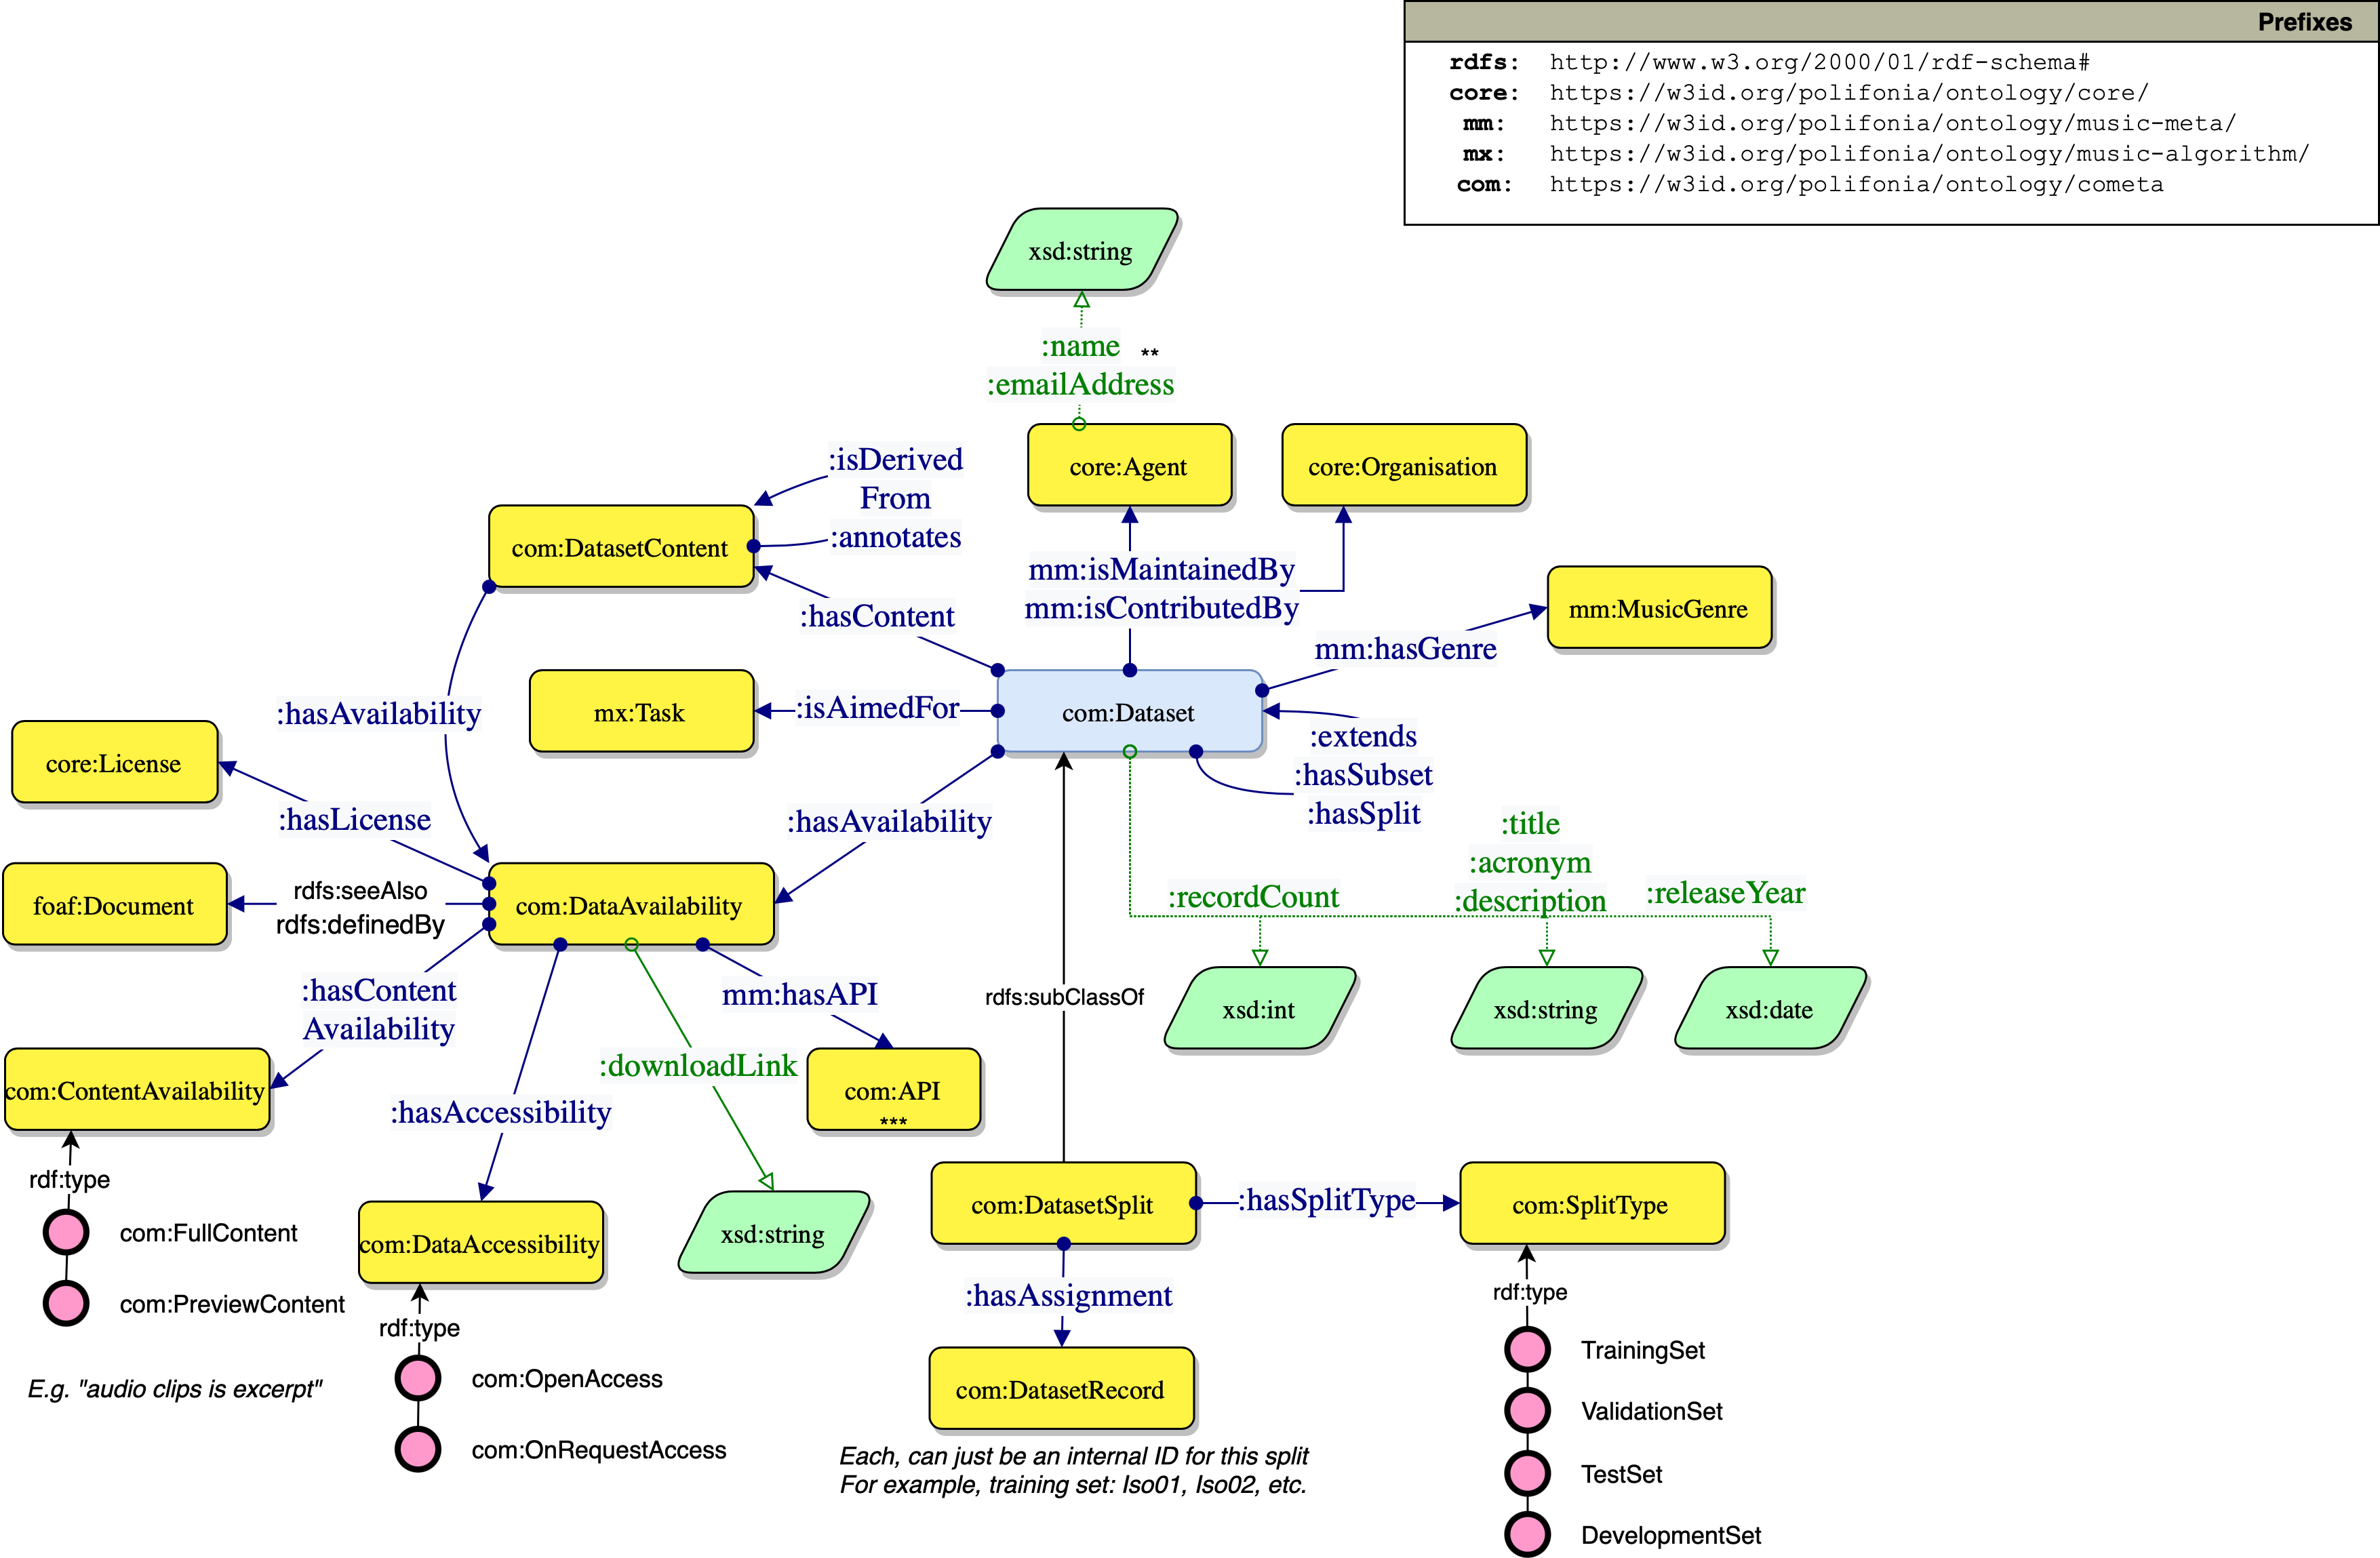 Prefixes
rdfs: http://www.w3.org/2000/01/rdf-schema#
core: https://w3id.org/polifonia/ontology/core/
mm: https://w3id.org/polifonia/ontology/music-meta/
mx: https://w3id.org/polifonia/ontology/music-algorithm/
com: https://w3id.org/polifonia/ontology/cometa
xsd:string
:name **
:emailAddress
core:Agent
core:Organisation
:isDerived
From
:annotates
com:DatasetContent
mm:isMaintainedBy
mm:isContributedBy
:hasContent
mm:MusicGenre
mm:hasGenre
:hasAvailability
mx:Task
:isAimedFor
com:Dataset
:extends
:hasSubset
:hasSplit
core:License
:hasLicense
:hasAvailability
:title
:acronym
:description
:recordCount
:releaseYear
foaf:Document
rdfs:seeAlso
rdfs:definedBy
com:DataAvailability
:hasContent
Availability
mm:hasAPI
rdfs:subClassOf
xsd:int
xsd:string
xsd:date
:downloadLink
com:ContentAvailability
:hasAccessibility
com:API
***
rdf:type
com:FullContent
com:PreviewContent
E.g. "audio clips is excerpt"
com:DataAccessibility
xsd:string
rdf:type
com:OpenAccess
com:OnRequestAccess
com:DatasetSplit
:hasSplitType
com:SplitType
:hasAssignment
com:DatasetRecord
Each, can just be an internal ID for this split
For example, training set: Iso01, Iso02, etc.
rdf:type
TrainingSet
ValidationSet
TestSet
DevelopmentSet